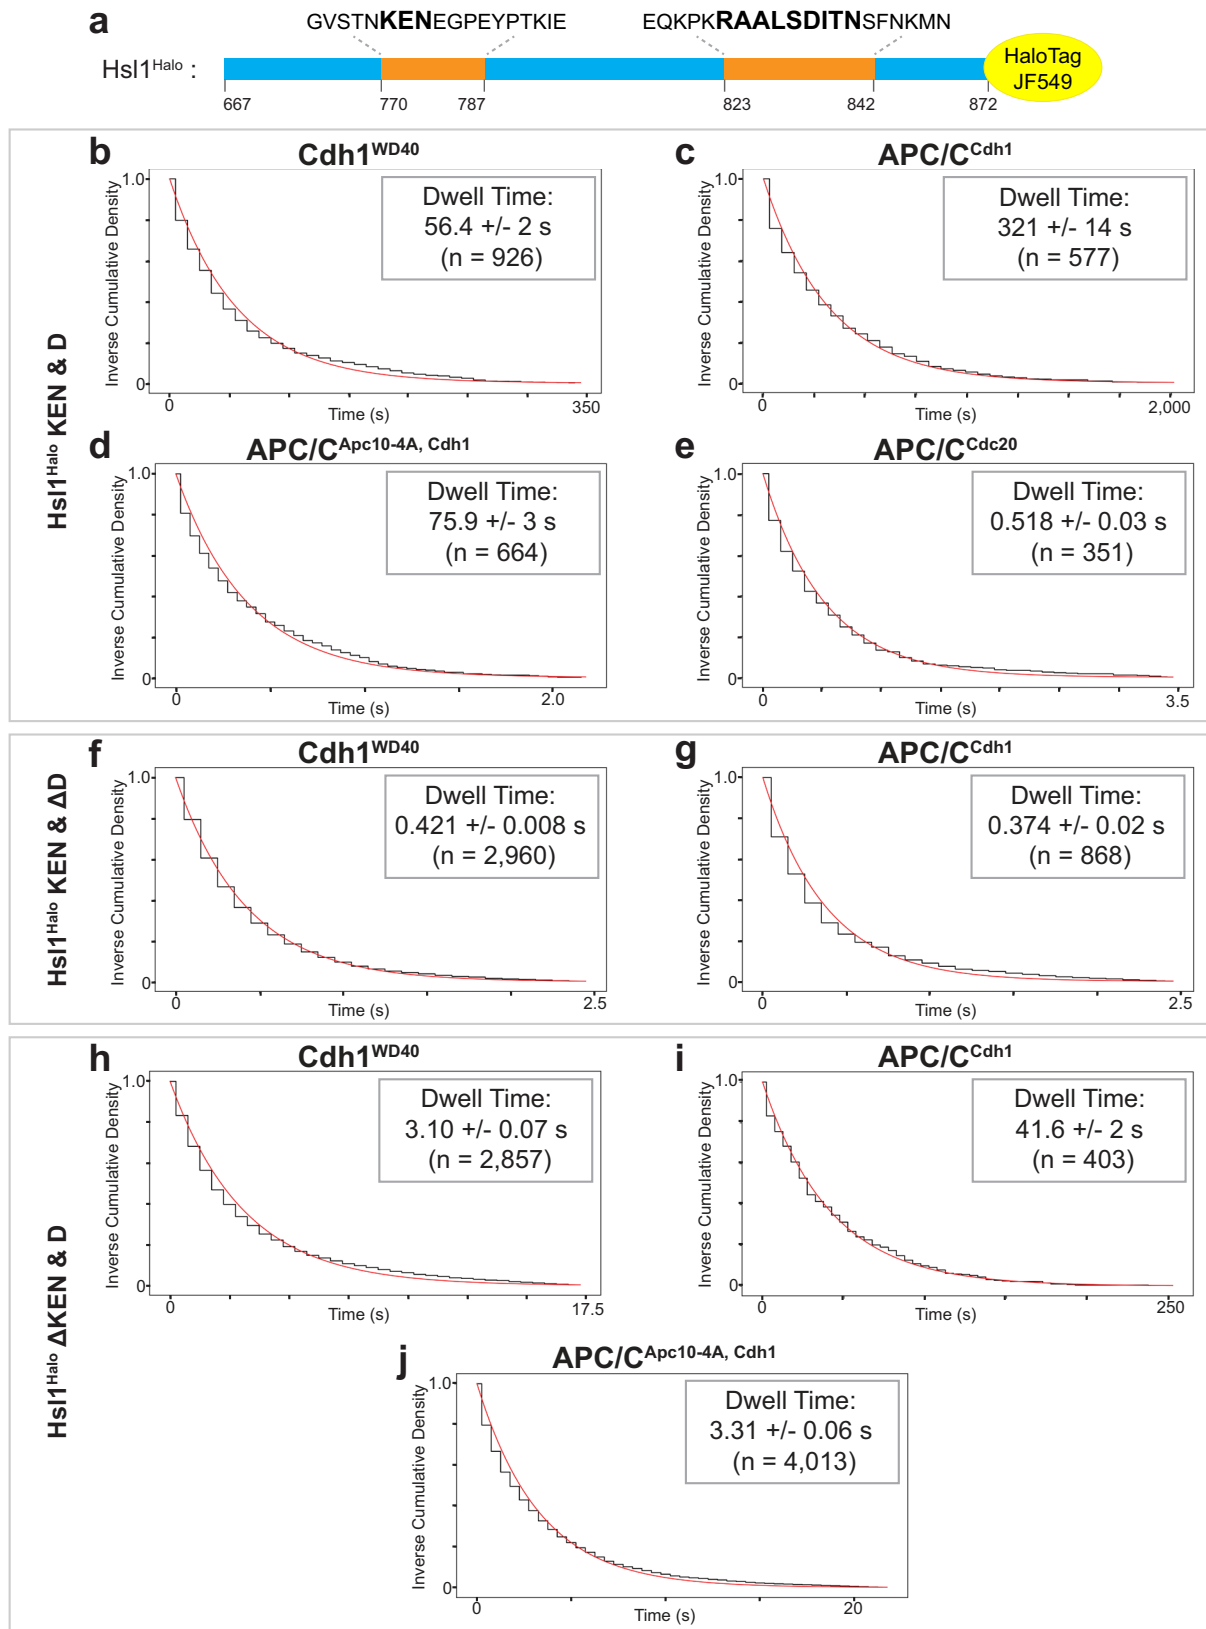 a
GVSTNKENEGPEYPTKIE EQKPKRAALSDITNSFNKMN
Hsl1Halo : HaloTag
JF549
667 770 787 823 842 872
Hsl1Halo KEN & D
b Cdh1WD40
Inverse Cumulative Density
1.0
0
Dwell Time:
56.4 +/- 2 s
(n = 926)
0 350
Time (s)
c APC/CCdh1
Inverse Cumulative Density
1.0
0
Dwell Time:
321 +/- 14 s
(n = 577)
0 2,000
Time (s)
d APC/CApc10-4A, Cdh1
Inverse Cumulative Density
1.0
0
Dwell Time:
75.9 +/- 3 s
(n = 664)
0 2.0
Time (s)
e APC/CCdc20
Inverse Cumulative Density
1.0
0
Dwell Time:
0.518 +/- 0.03 s
(n = 351)
0 3.5
Time (s)
Hsl1Halo KEN & ΔD
f Cdh1WD40
Inverse Cumulative Density
1.0
0
Dwell Time:
0.421 +/- 0.008 s
(n = 2,960)
0 2.5
Time (s)
g APC/CCdh1
Inverse Cumulative Density
1.0
0
Dwell Time:
0.374 +/- 0.02 s
(n = 868)
0 2.5
Time (s)
Hsl1Halo ΔKEN & D
h Cdh1WD40
Inverse Cumulative Density
1.0
0
Dwell Time:
3.10 +/- 0.07 s
(n = 2,857)
0 17.5
Time (s)
i APC/CCdh1
Inverse Cumulative Density
1.0
0
Dwell Time:
41.6 +/- 2 s
(n = 403)
0 250
Time (s)
j APC/CApc10-4A, Cdh1
Inverse Cumulative Density
1.0
0
Dwell Time:
3.31 +/- 0.06 s
(n = 4,013)
0 20
Time (s)